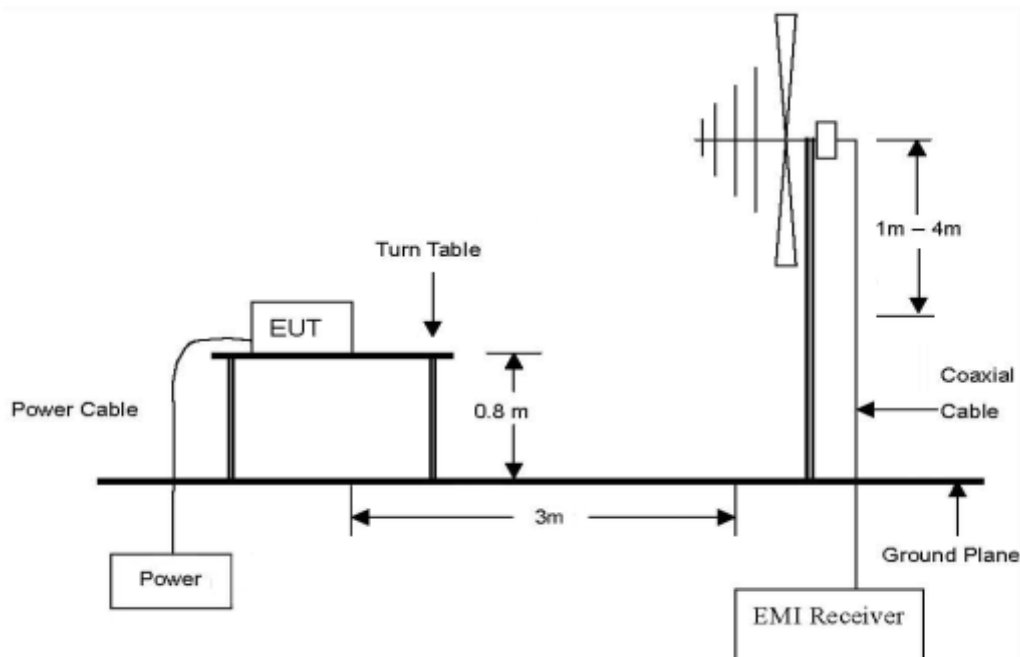 1m – 4m
Turn Table
EUT
Coaxial
Cable
Power Cable
0.8 m
3m
Ground Plane
Power
EMI Receiver